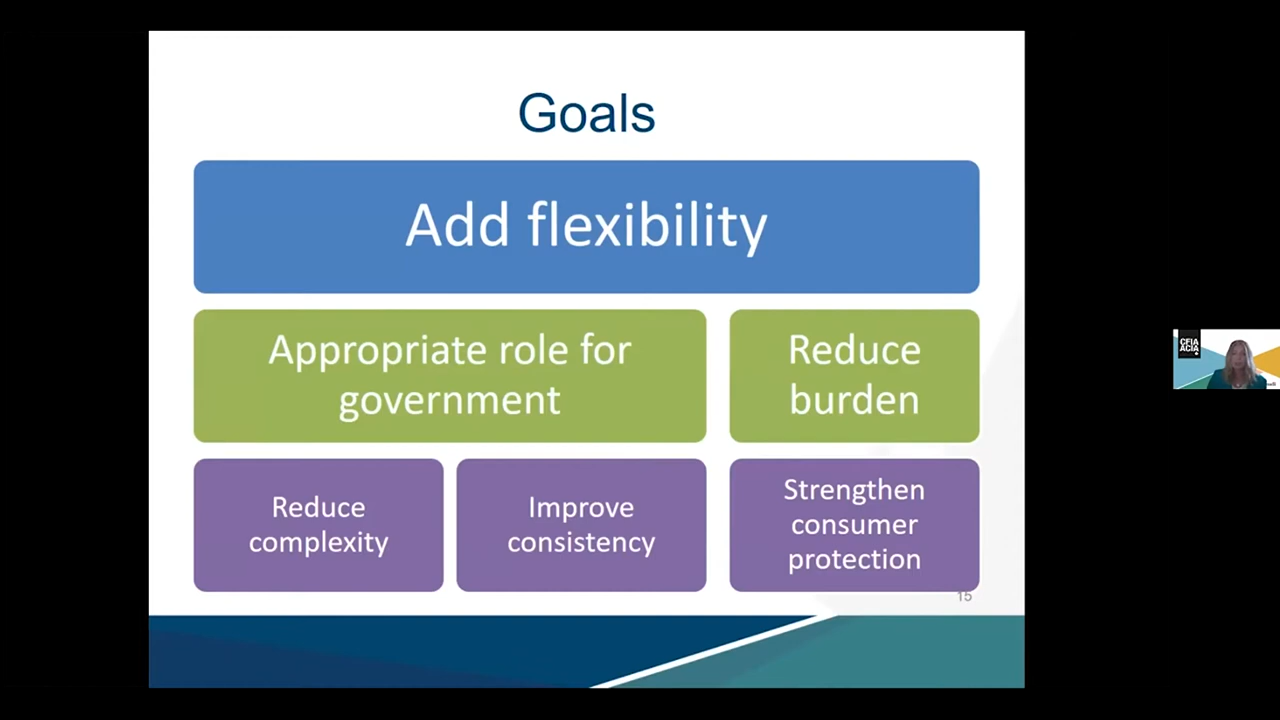 Goals
Add flexibility
Appropriate role for
government
Reduce
burden
Reduce
complexity
Improve
consistency
Strengthen
consumer
protection
15
CFIA
ACIA